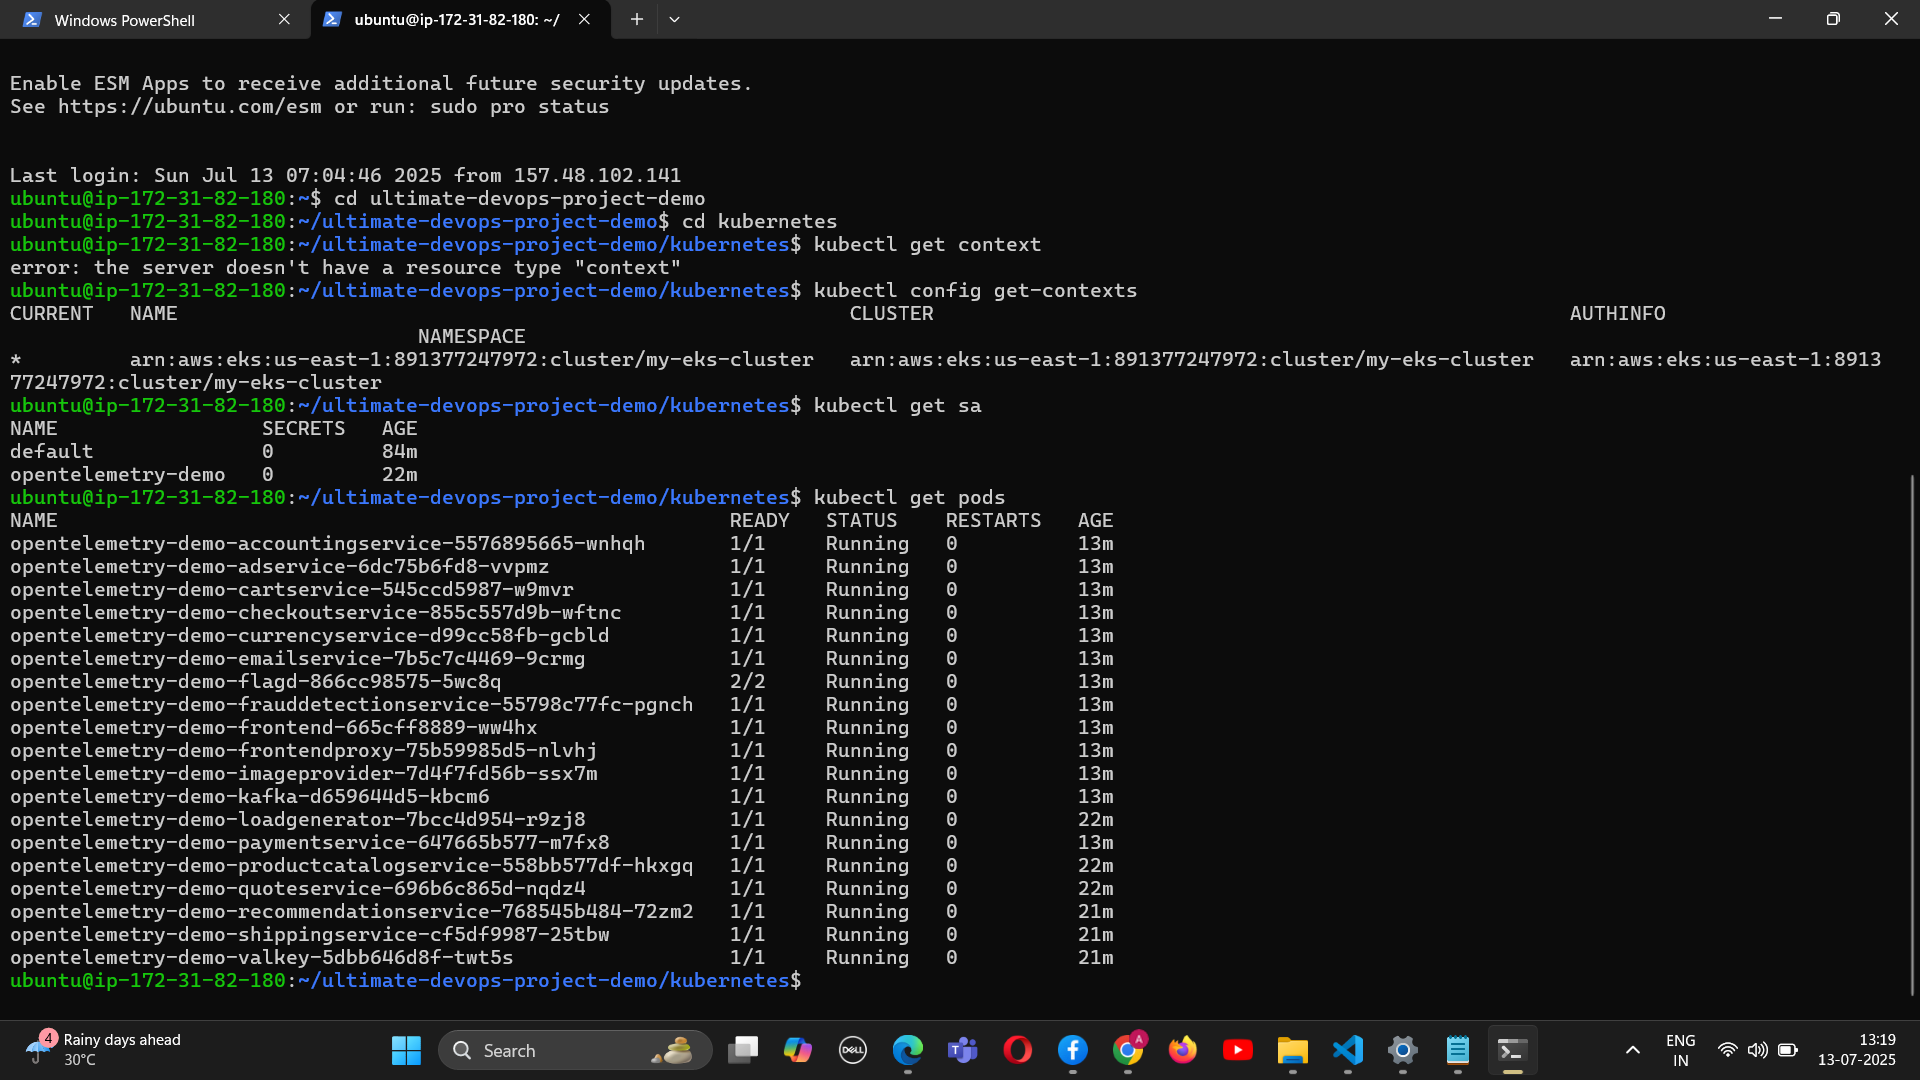 Windows PowerShell
ubuntu@ip-172-31-82-180: ~/
Enable ESM Apps to receive additional future security updates.
See https://ubuntu.com/esm or run: sudo pro status
Last login: Sun Jul 13 07:04:46 2025 from 157.48.102.141
ubuntu@ip-172-31-82-180:~$ cd ultimate-devops-project-demo
ubuntu@ip-172-31-82-180:~/ultimate-devops-project-demo$ cd kubernetes
ubuntu@ip-172-31-82-180:~/ultimate-devops-project-demo/kubernetes$ kubectl get context
error: the server doesn't have a resource type "context"
ubuntu@ip-172-31-82-180:~/ultimate-devops-project-demo/kubernetes$ kubectl config get-contexts
CURRENT   NAME                                                        CLUSTER                                                     AUTHINFO
                                  NAMESPACE
*         arn:aws:eks:us-east-1:891377247972:cluster/my-eks-cluster   arn:aws:eks:us-east-1:891377247972:cluster/my-eks-cluster   arn:aws:eks:us-east-1:8913
77247972:cluster/my-eks-cluster
ubuntu@ip-172-31-82-180:~/ultimate-devops-project-demo/kubernetes$ kubectl get sa
NAME                 SECRETS   AGE
default              0         84m
opentelemetry-demo   0         22m
ubuntu@ip-172-31-82-180:~/ultimate-devops-project-demo/kubernetes$ kubectl get pods
NAME                                                        READY   STATUS    RESTARTS   AGE
opentelemetry-demo-accountingservice-5576895665-wnhqh       1/1     Running   0          13m
opentelemetry-demo-adservice-6dc75b6fd8-vvpmz               1/1     Running   0          13m
opentelemetry-demo-cartservice-545ccd5987-w9mvr             1/1     Running   0          13m
opentelemetry-demo-checkoutservice-855c557d9b-wftnc         1/1     Running   0          13m
opentelemetry-demo-currencyservice-d99cc58fb-gcbld          1/1     Running   0          13m
opentelemetry-demo-emailservice-7b5c7c4469-9crmg            1/1     Running   0          13m
opentelemetry-demo-flagd-866cc98575-5wc8q                   2/2     Running   0          13m
opentelemetry-demo-frauddetectionservice-55798c77fc-pgnch   1/1     Running   0          13m
opentelemetry-demo-frontend-665cff8889-ww4hx                1/1     Running   0          13m
opentelemetry-demo-frontendproxy-75b59985d5-nlvhj           1/1     Running   0          13m
opentelemetry-demo-imageprovider-7d4f7fd56b-ssx7m           1/1     Running   0          13m
opentelemetry-demo-kafka-d659644d5-kbcm6                    1/1     Running   0          13m
opentelemetry-demo-loadgenerator-7bcc4d954-r9zj8            1/1     Running   0          22m
opentelemetry-demo-paymentservice-647665b577-m7fx8          1/1     Running   0          13m
opentelemetry-demo-productcatalogservice-558bb577df-hkxgq   1/1     Running   0          22m
opentelemetry-demo-quoteservice-696b6c865d-nqdz4            1/1     Running   0          22m
opentelemetry-demo-recommendationservice-768545b484-72zm2   1/1     Running   0          21m
opentelemetry-demo-shippingservice-cf5df9987-25tbw          1/1     Running   0          21m
opentelemetry-demo-valkey-5dbb646d8f-twt5s                  1/1     Running   0          21m
ubuntu@ip-172-31-82-180:~/ultimate-devops-project-demo/kubernetes$
4
Rainy days ahead
30°C
Search
DELL
A
ENG
IN
13:19
13-07-2025